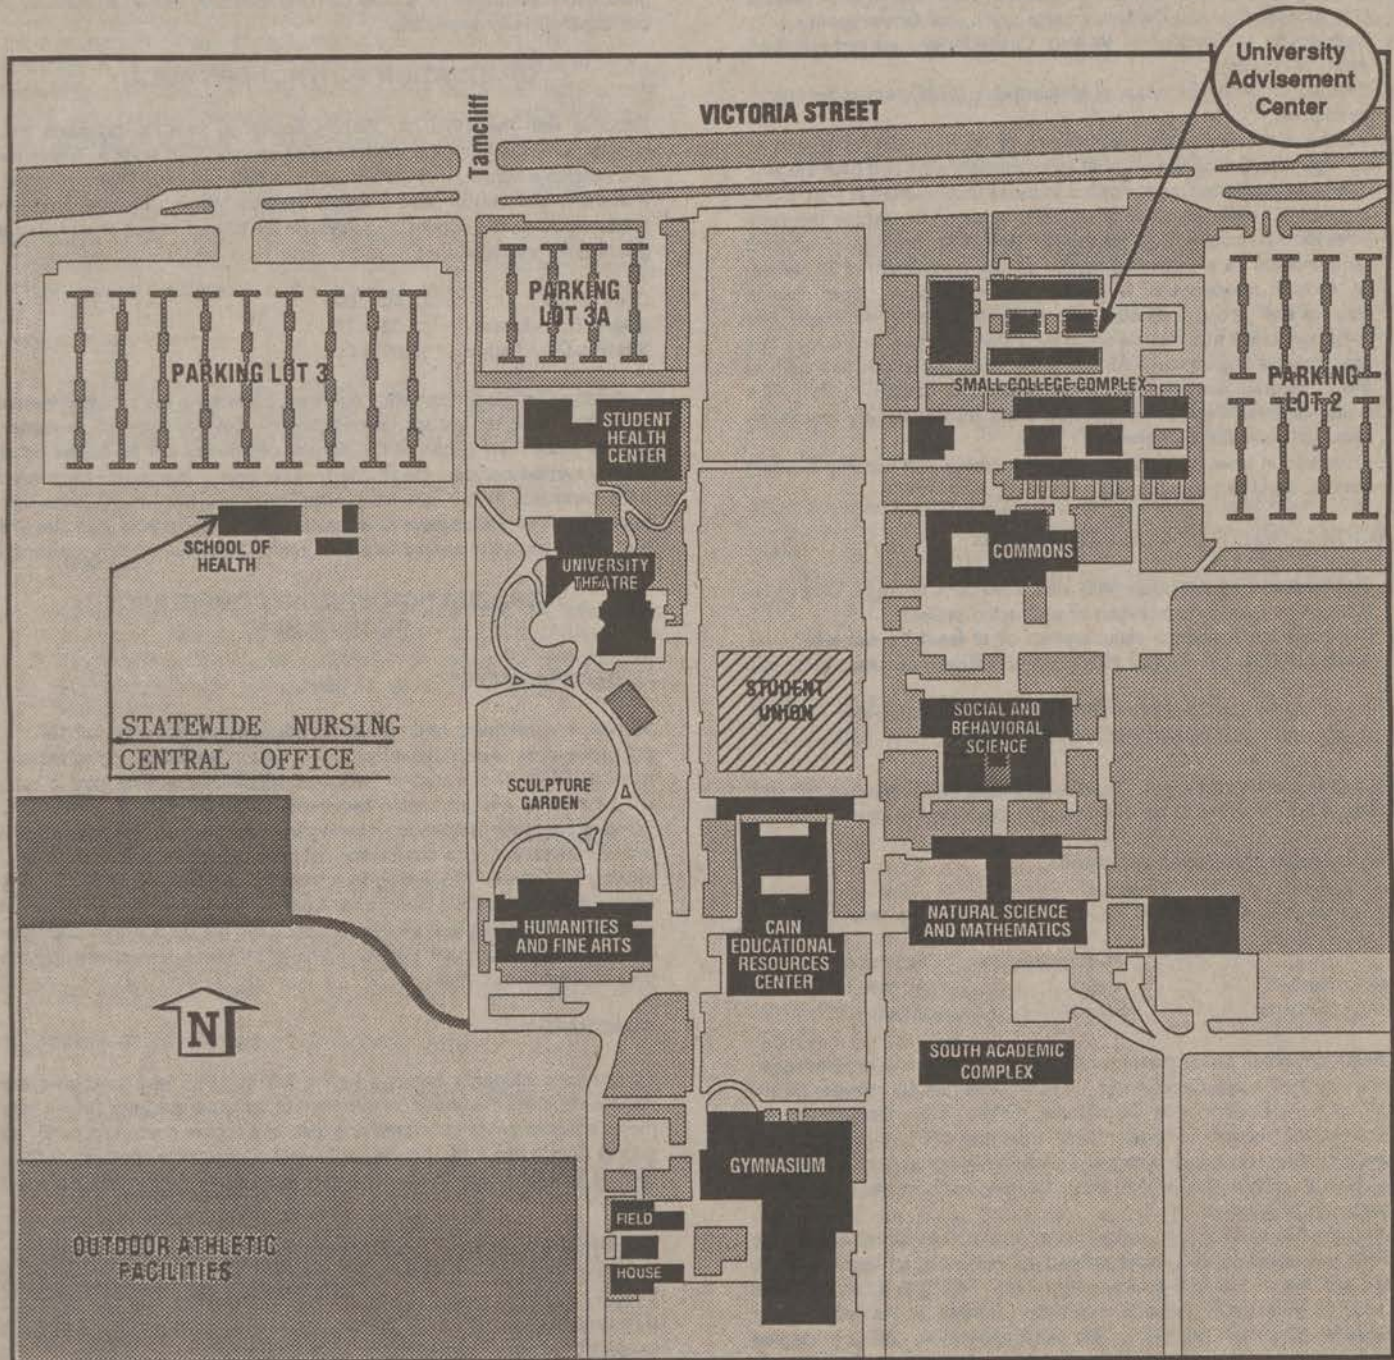 University
Advisement
Center
Tamcliff
VICTORIA STREET
PARKING
LOT 3A
PARKING LOT 3
SMALL COLLEGE COMPLEX
PARKING
LOT 2
STUDENT
HEALTH
CENTER
SCHOOL OF
HEALTH
UNIVERSITY
THEATRE
COMMONS
STATEWIDE NURSING
CENTRAL OFFICE
STUDENT
UNION
SOCIAL AND
BEHAVIORAL
SCIENCE
SCULPTURE
GARDEN
HUMANITIES
AND FINE ARTS
CAIN
EDUCATIONAL
RESOURCES
CENTER
NATURAL SCIENCE
AND MATHEMATICS
N
SOUTH ACADEMIC
COMPLEX
GYMNASIUM
FIELD
HOUSE
OUTDOOR ATHLETIC
FACILITIES